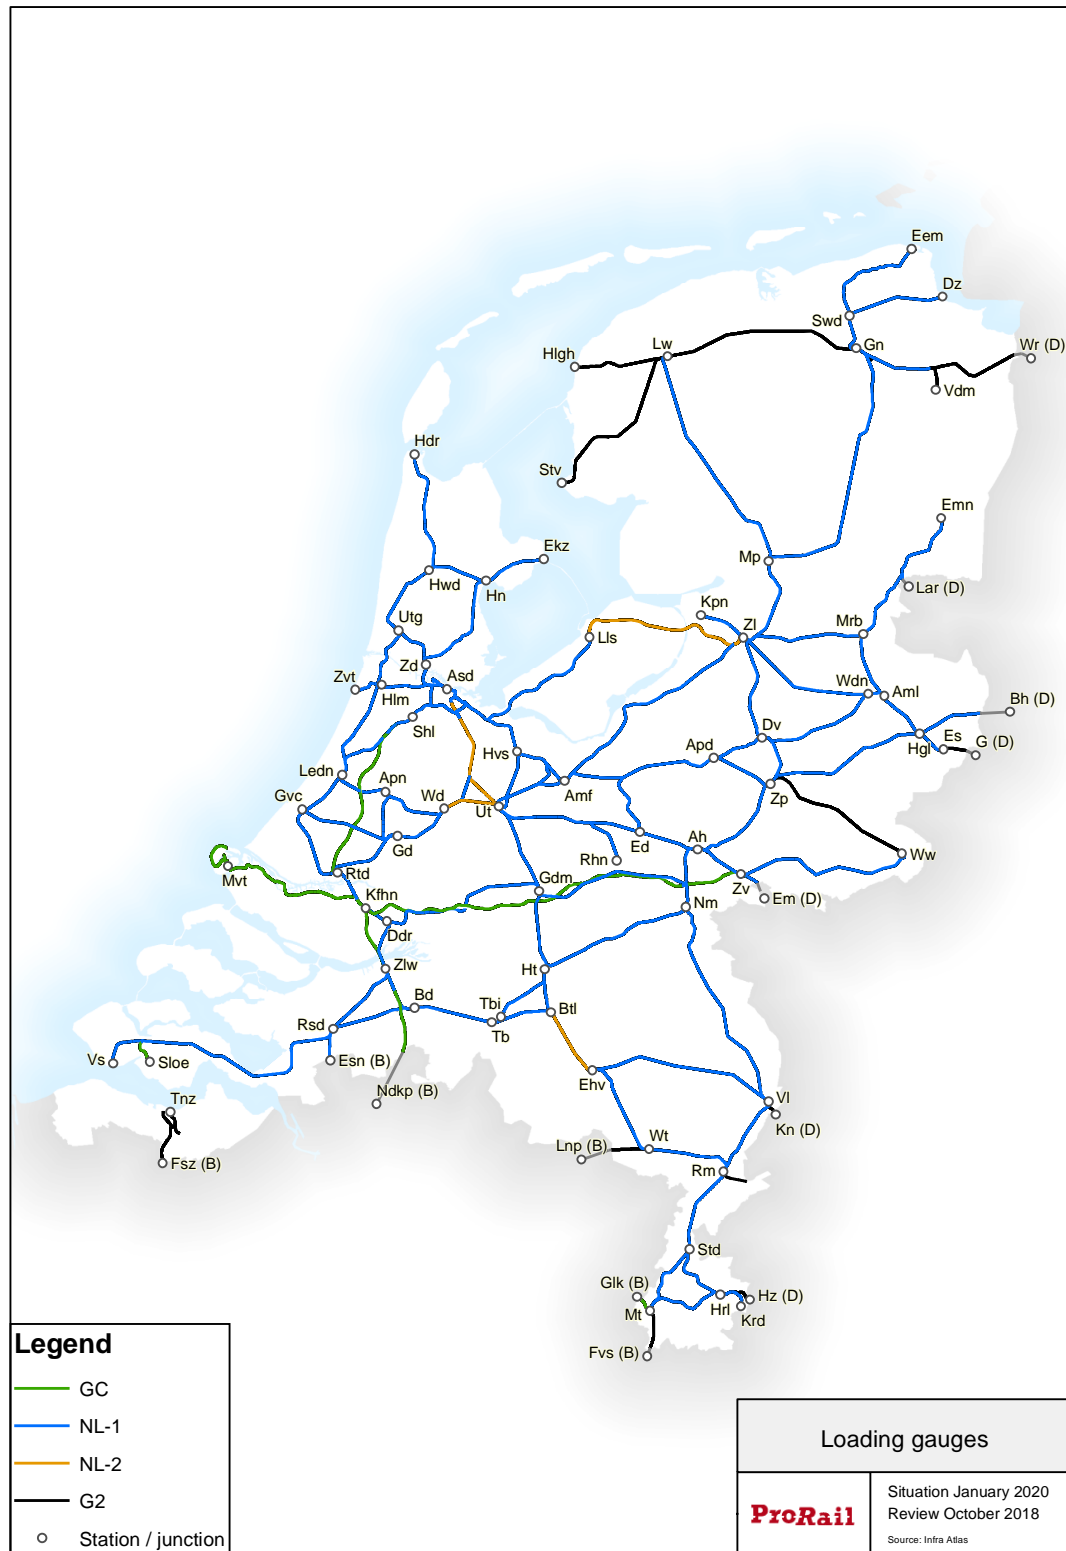 Eem
Dz
Swd
Gn
Wr (D)
Lw
Hlgh
Vdm
Hdr
Stv
Emn
Ekz
Mp
Hwd
Hn
Lar (D)
Kpn
Utg
Lls
Zl
Mrb
Zd
Zvt
Asd
Hlm
Wdn
Aml
Bh (D)
Shl
Dv
Es
Hgl
G (D)
Hvs
Apd
Ledn
Apn
Amf
Zp
Gvc
Wd
Ut
Gd
Ed
Ah
Ww
Rhn
Mvt
Rtd
Gdm
Zv
Em (D)
Kfhn
Nm
Ddr
Zlw
Ht
Bd
Tbi
Btl
Rsd
Tb
Vs
Sloe
Esn (B)
Ehv
Ndkp (B)
Tnz
Vl
Kn (D)
Lnp (B)
Wt
Fsz (B)
Rm
Std
Glk (B)
Hz (D)
Mt
Hrl
Krd
Fvs (B)
Legend
GC
NL-1
NL-2
G2
Station / junction
Loading gauges
ProRail
Situation January 2020
Review October 2018
Source: Infra Atlas